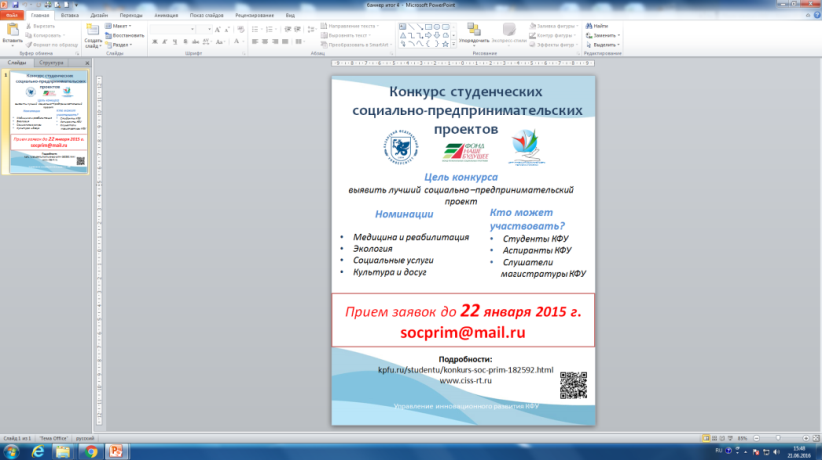 баннер итог 4 - Microsoft PowerPoint
Файл Главная Вставка Дизайн Переходы Анимация Показ слайдов Рецензирование Вид
Вставить
Вырезать
Копировать
Формат по образцу
Буфер обмена
Создать слайд
Макет
Восстановить
Раздел
Слайды
Шрифт
Направление текста
Выровнять текст
Преобразовать в SmartArt
Абзац
Упорядочить
Экспресс-стили
Заливка фигуры
Контур фигуры
Эффекты фигур
Рисование
Найти
Заменить
Выделить
Редактирование
Слайды Структура
1
Конкурс студенческих
социально-предпринимательских
проектов
ФОНД
НАШЕ
БУДУЩЕЕ
Цель конкурса
выявить лучший социально –предпринимательский
проект
Номинации
• Медицина и реабилитация
• Экология
• Социальные услуги
• Культура и досуг
Кто может
участвовать?
• Студенты КФУ
• Аспиранты КФУ
• Слушатели
магистратуры КФУ
Прием заявок до 22 января 2015 г.
socprim@mail.ru
Подробности:
kpfu.ru/studentu/konkurs-soc-prim-182592.html
www.ciss-rt.ru
Управление инновационного развития КФУ
Слайд 1 из 1 "Тема Office" русский
85%
RU
15:40
21.06.2016